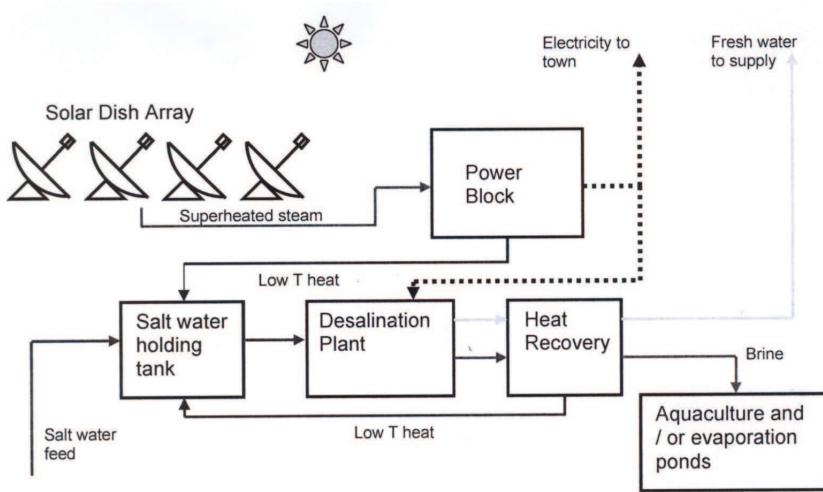 Electricity to
town
Fresh water
to supply
Solar Dish Array
Power
Block
Superheated steam
Low T heat
Salt water
holding
tank
Desalination
Plant
Heat
Recovery
Brine
Salt water
feed
Low T heat
Aquaculture and
/ or evaporation
ponds